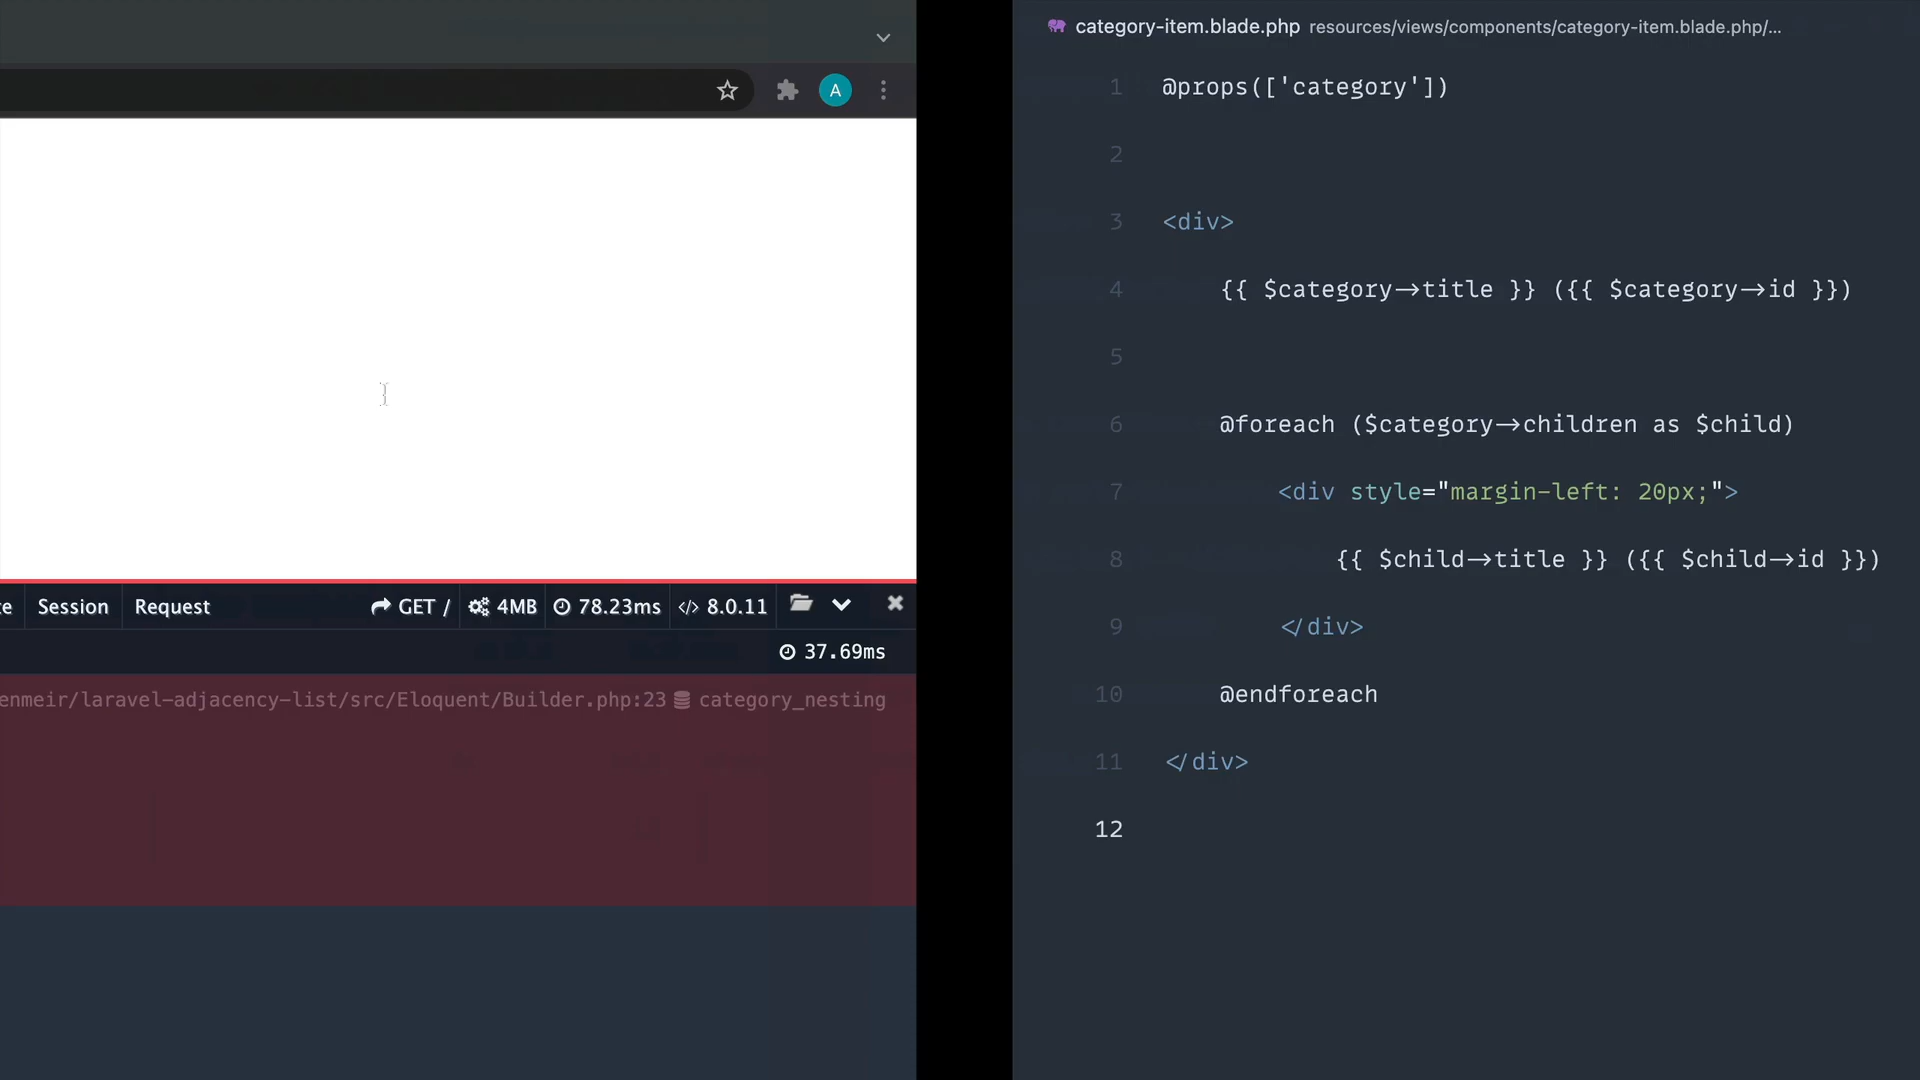 A
e Session Request GET / 4MB 78.23ms 8.0.11
37.69ms
enmeir/laravel-adjacency-list/src/Eloquent/Builder.php:23 category_nesting
category-item.blade.php resources/views/components/category-item.blade.php/...
1 @props(['category'])
2
3 <div>
4 {{ $category->title }} ({{ $category->id }})
5
6 @foreach ($category->children as $child)
7 <div style="margin-left: 20px;">
8 {{ $child->title }} ({{ $child->id }})
9 </div>
10 @endforeach
11 </div>
12